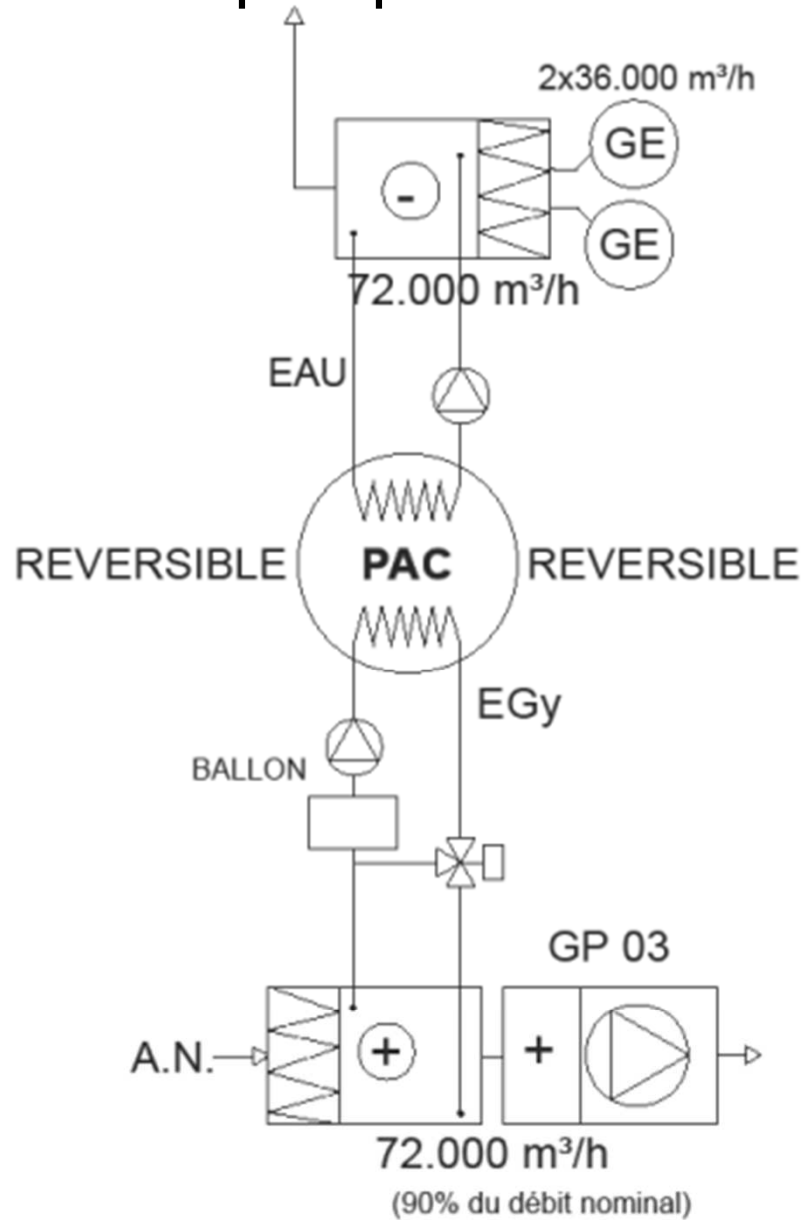 2x36.000 m³/h
GE
-
GE
72.000 m³/h
EAU
REVERSIBLE
PAC
REVERSIBLE
EGy
BALLON
GP 03
A.N.
+
+
72.000 m³/h
(90% du débit nominal)